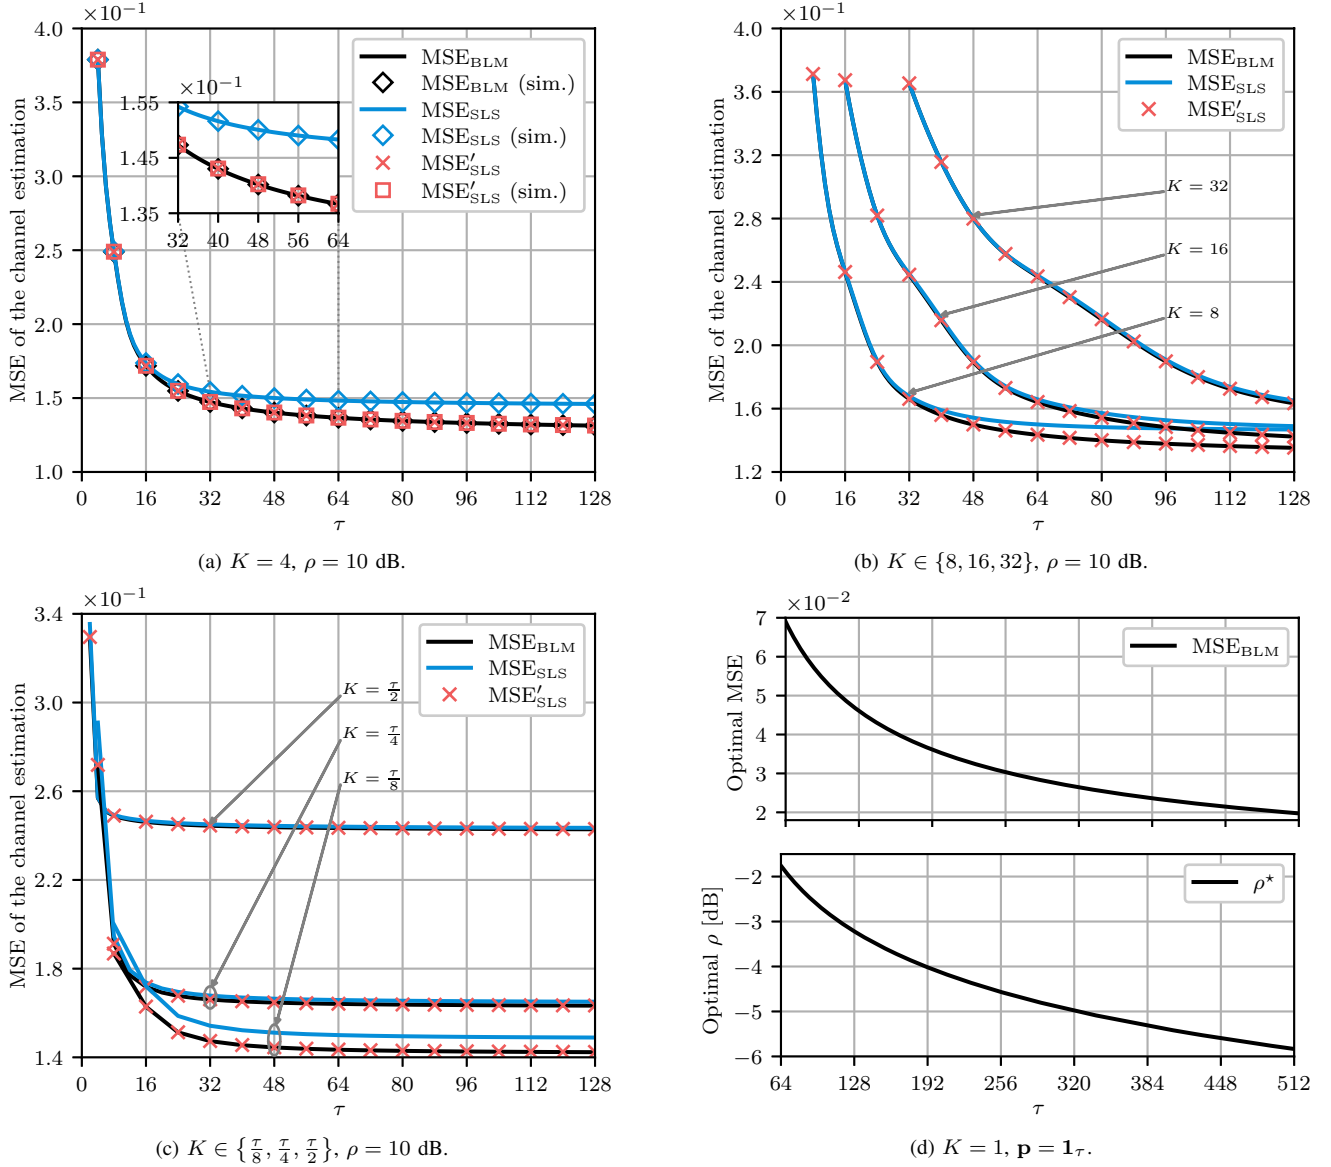 ×10⁻¹
4.0
3.5
3.0
2.5
2.0
1.5
1.0
MSE of the channel estimation
MSE_BLM
MSE_BLM (sim.)
MSE_SLS
MSE_SLS (sim.)
MSE′_SLS
MSE′_SLS (sim.)
×10⁻¹
1.55
1.45
1.35
32 40 48 56 64
0 16 32 48 64 80 96 112 128
τ
(a) K = 4, ρ = 10 dB.
×10⁻¹
4.0
3.6
3.2
2.8
2.4
2.0
1.6
1.2
MSE of the channel estimation
MSE_BLM
MSE_SLS
MSE′_SLS
K = 32
K = 16
K = 8
0 16 32 48 64 80 96 112 128
τ
(b) K ∈ {8, 16, 32}, ρ = 10 dB.
×10⁻¹
3.4
3.0
2.6
2.2
1.8
1.4
MSE of the channel estimation
MSE_BLM
MSE_SLS
MSE′_SLS
K = τ/2
K = τ/4
K = τ/8
0 16 32 48 64 80 96 112 128
τ
(c) K ∈ {τ/8, τ/4, τ/2}, ρ = 10 dB.
×10⁻²
7
6
5
4
3
2
Optimal MSE
MSE_BLM
−2
−3
−4
−5
−6
Optimal ρ [dB]
ρ⋆
64 128 192 256 320 384 448 512
τ
(d) K = 1, p = 1_τ.